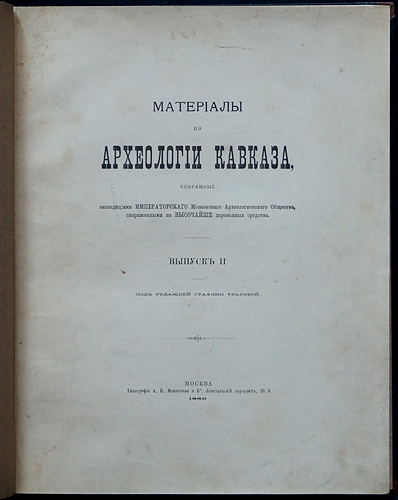 МАТЕРІАЛЫ
ПО
АРХЕОЛОГІИ КАВКАЗА,
СОБРАННЫЕ
экспедиціями ИМПЕРАТОРСКАГО Московскаго Археологическаго Общества,
снаряженными на ВЫСОЧАЙШЕ дарованныя средства.
ВЫПУСКЪ II
ПОДЪ РЕДАКЦІЕЙ ГРАФИНИ УВАРОВОЙ,
МОСКВА
Типографія А. И. Мамонтова и Кº, Леонтьевскій переулокъ, № 5
1889